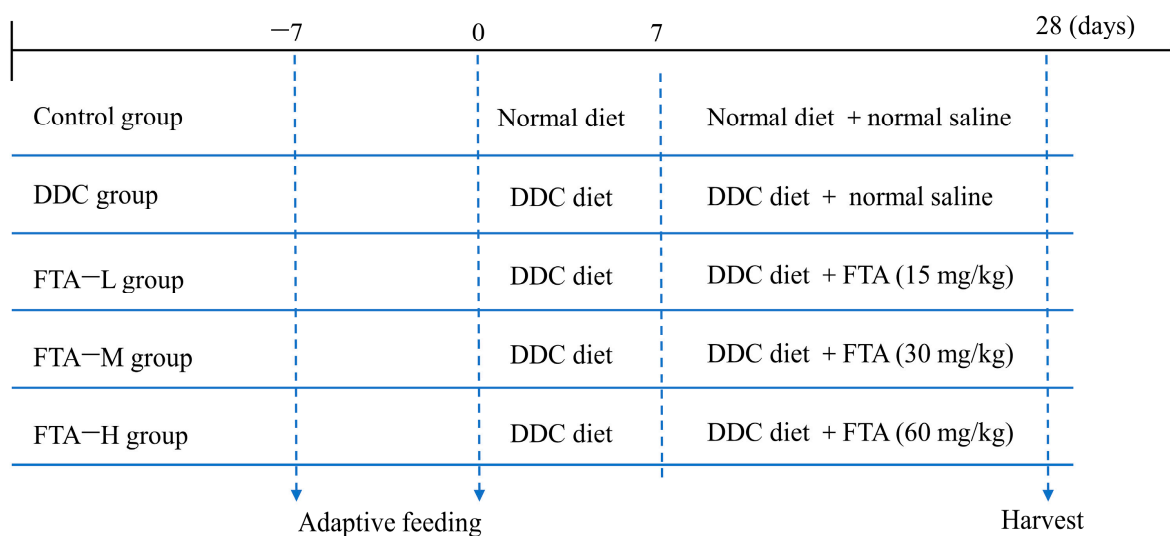 −7 0 7 28 (days)
Control group Normal diet Normal diet + normal saline
DDC group DDC diet DDC diet + normal saline
FTA−L group DDC diet DDC diet + FTA (15 mg/kg)
FTA−M group DDC diet DDC diet + FTA (30 mg/kg)
FTA−H group DDC diet DDC diet + FTA (60 mg/kg)
Adaptive feeding Harvest